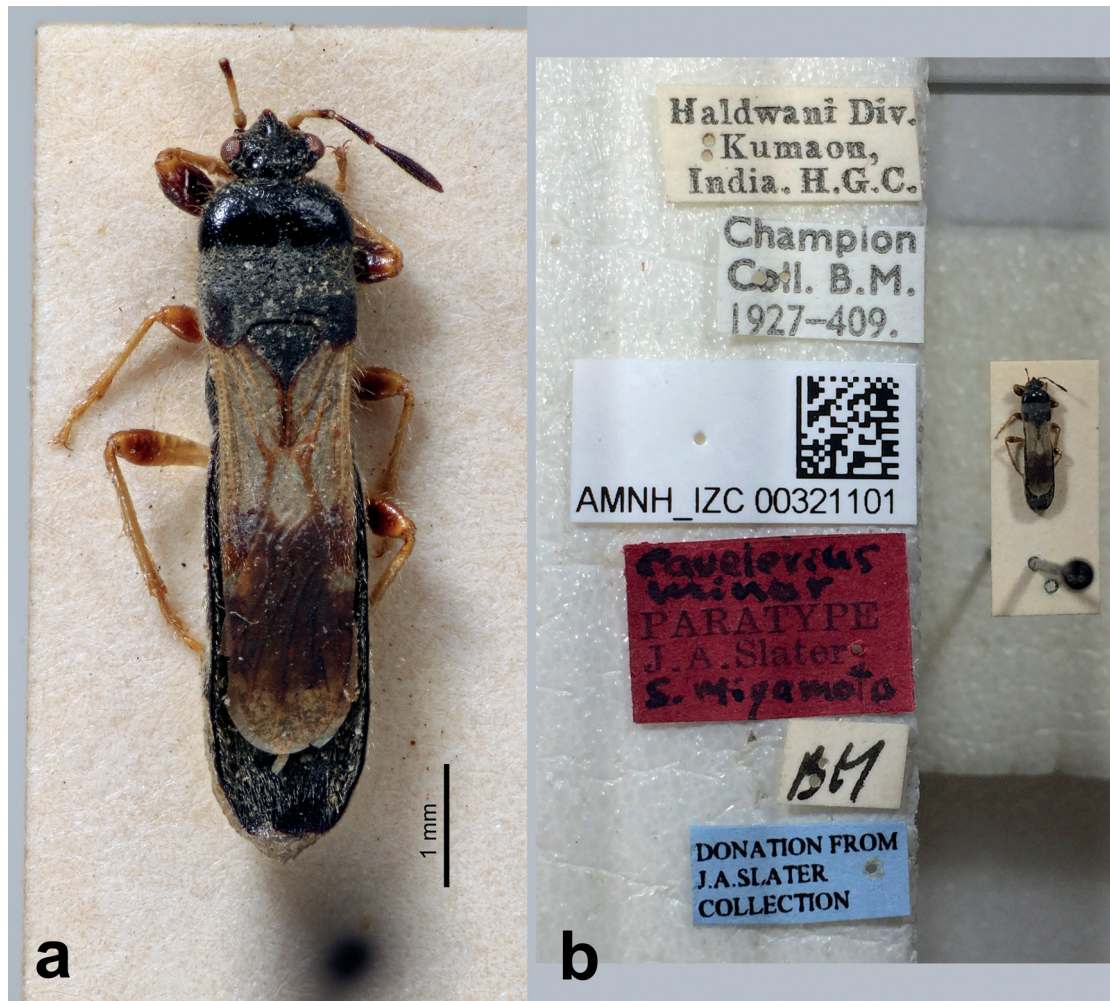 1 mm
a
Haldwani Div.
Kumaon,
India. H.G.C.
Champion
Coll. B.M.
1927-409.
AMNH_IZC 00321101
Cavelerius
minor
PARATYPE
J.A.Slater
S. Miyamoto
BM
DONATION FROM
J.A.SLATER
COLLECTION
b